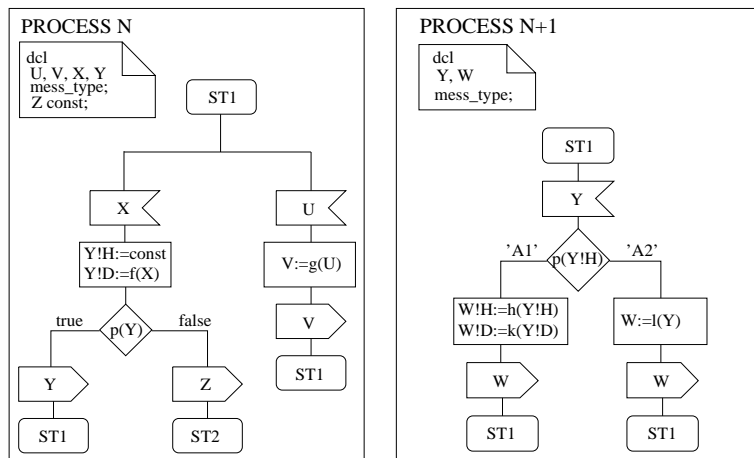 PROCESS N
dcl
U, V, X, Y
mess_type;
Z const;
ST1
X
U
Y!H:=const
Y!D:=f(X)
V:=g(U)
true
p(Y)
false
V
Y
Z
ST1
ST1
ST2
PROCESS N+1
dcl
Y, W
mess_type;
ST1
Y
'A1'
p(Y!H)
'A2'
W!H:=h(Y!H)
W!D:=k(Y!D)
W:=l(Y)
W
W
ST1
ST1